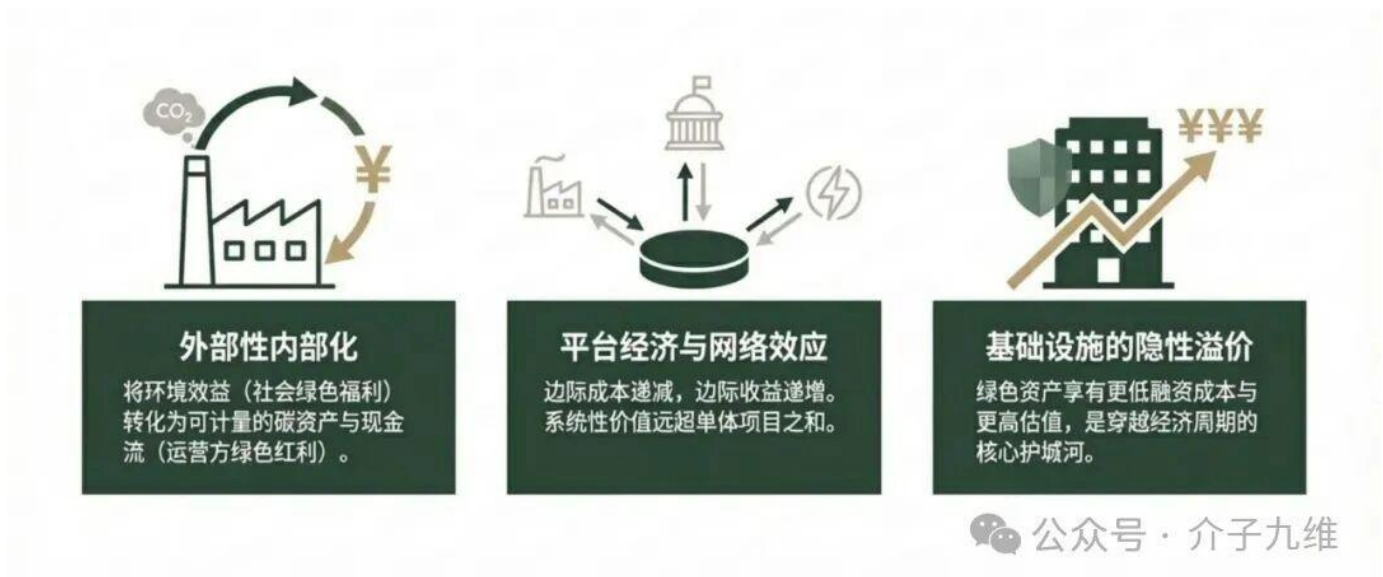 CO₂
¥
¥¥¥
外部性内部化
将环境效益（社会绿色福利）
转化为可计量的碳资产与现金
流（运营方绿色红利）。
平台经济与网络效应
边际成本递减，边际收益递增。
系统性价值远超单体项目之和。
基础设施的隐性溢价
绿色资产享有更低融资成本与
更高估值，是穿越经济周期的
核心护城河。
公众号 · 介子九维